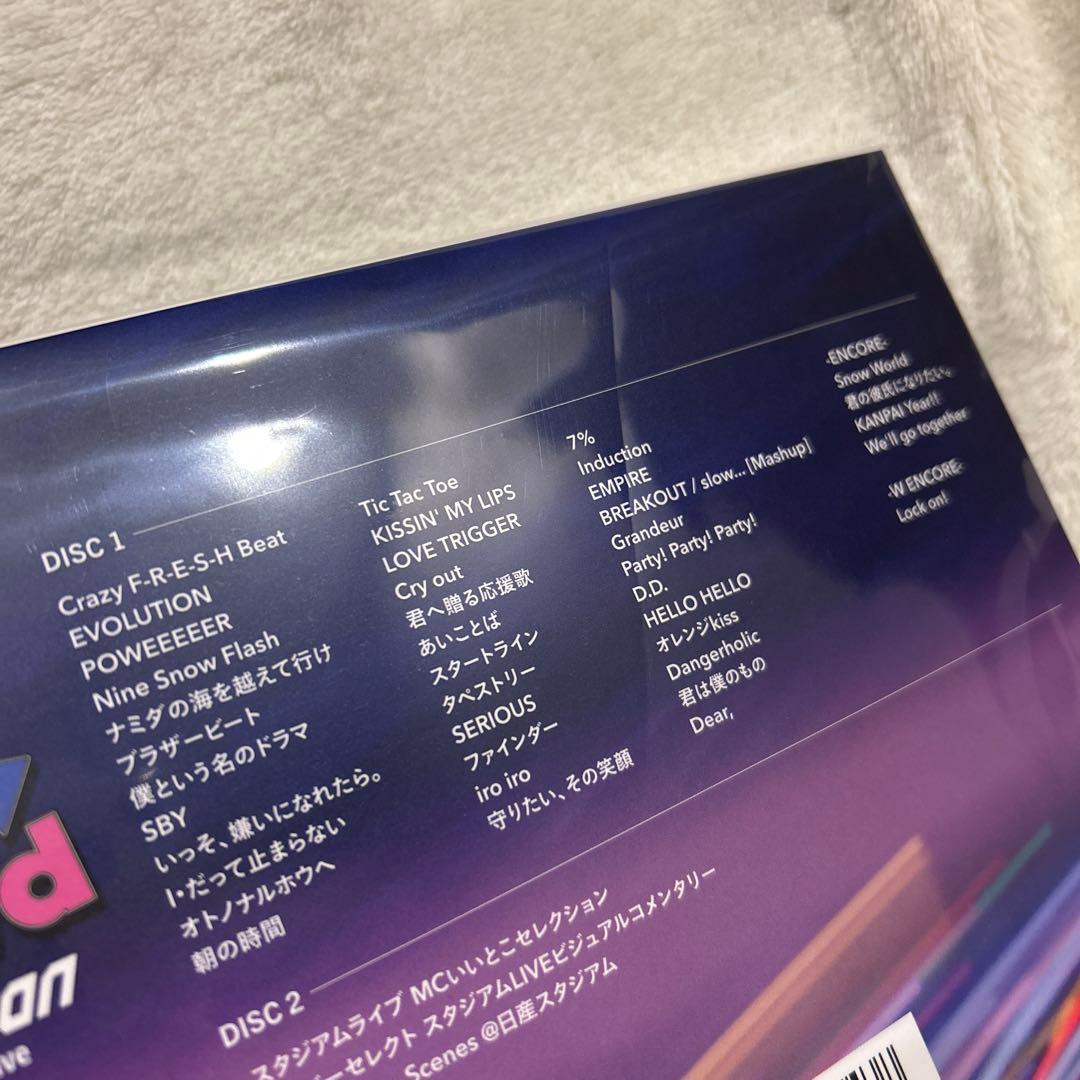 DISC 1
Crazy F-R-E-S-H Beat
EVOLUTION
POWEEEEER
Nine Snow Flash
ナミダの海を越えて行け
ブラザービート
僕という名のドラマ
SBY
いっそ、嫌いになれたら。
I・だって止まらない
オトノナルホウへ
朝の時間
Tic Tac Toe
KISSIN' MY LIPS
LOVE TRIGGER
Cry out
君へ贈る応援歌
あいことば
スタートライン
タペストリー
SERIOUS
ファインダー
iro iro
守りたい、その笑顔
7%
Induction
EMPIRE
BREAKOUT / slow... [Mashup]
Grandeur
Party! Party! Party!
D.D.
HELLO HELLO
オレンジkiss
Dangerholic
君は僕のもの
Dear,
-ENCORE-
Snow World
君の彼氏になりたい。
KANPAI Year!!
We'll go together
-W ENCORE-
Lock on!
DISC 2
スタジアムライブ MCいいとこセレクション
ーセレクト スタジアムLIVEビジュアルコメンタリー
Scenes @日産スタジアム